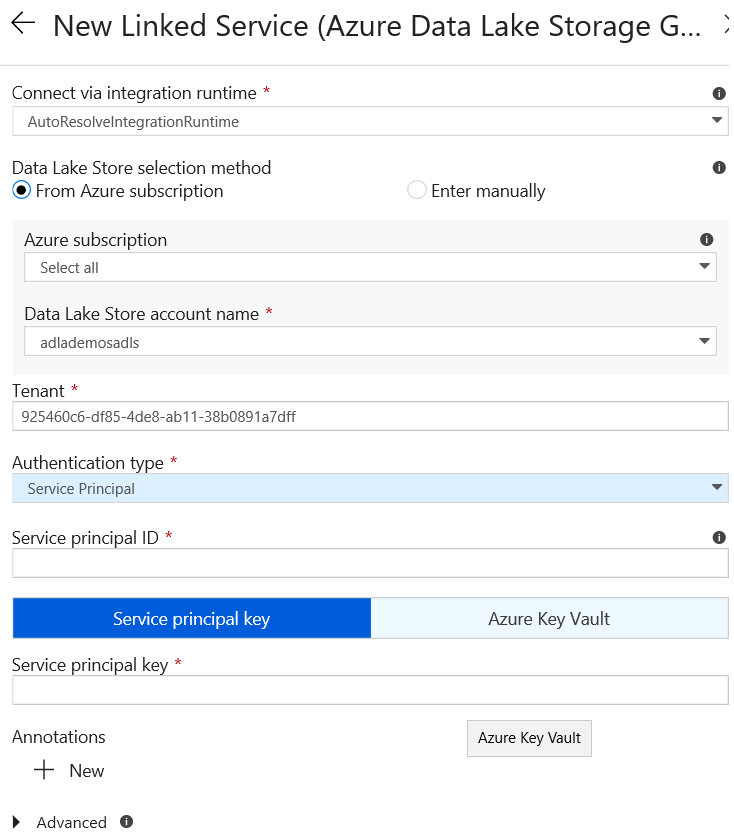 New Linked Service (Azure Data Lake Storage G...
Connect via integration runtime *
AutoResolveIntegrationRuntime
Data Lake Store selection method
From Azure subscription
Enter manually
Azure subscription
Select all
Data Lake Store account name *
adlademosadls
Tenant *
925460c6-df85-4de8-ab11-38b0891a7dff
Authentication type *
Service Principal
Service principal ID *
Service principal key
Azure Key Vault
Service principal key *
Annotations
Azure Key Vault
New
Advanced